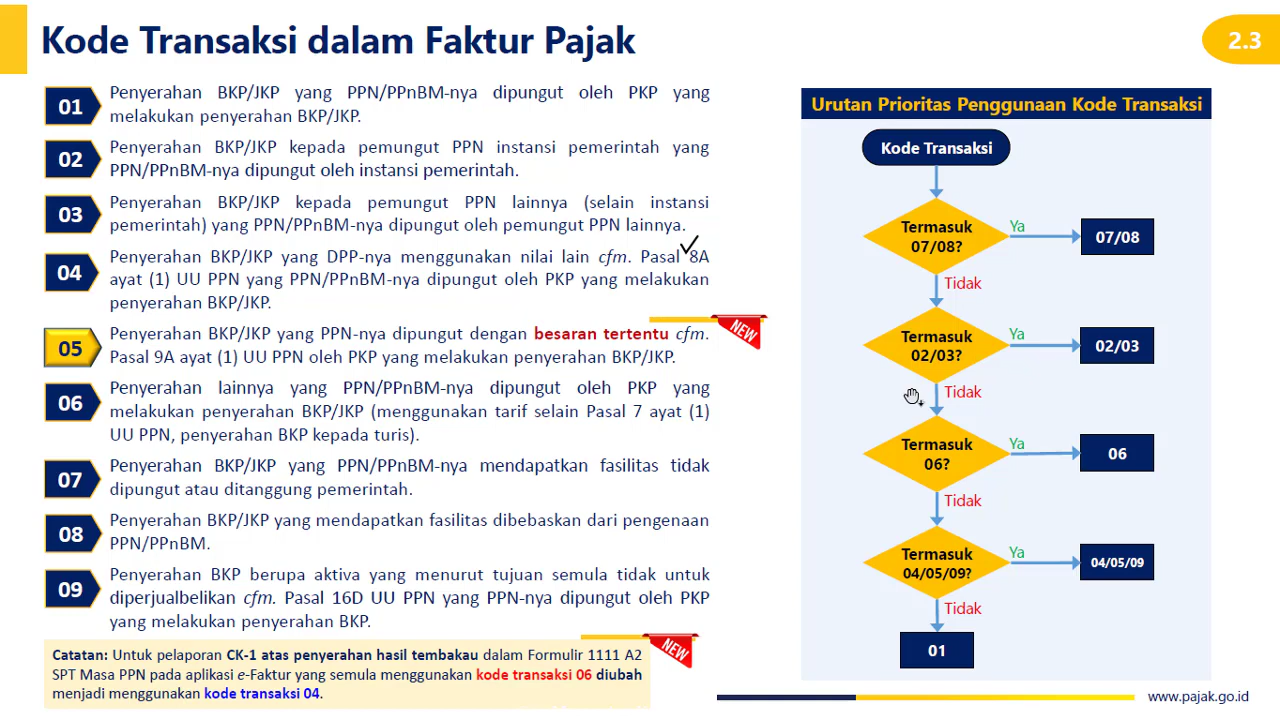 Kode Transaksi dalam Faktur Pajak
2.3
01
Penyerahan BKP/JKP yang PPN/PPnBM-nya dipungut oleh PKP yang
melakukan penyerahan BKP/JKP.
02
Penyerahan BKP/JKP kepada pemungut PPN instansi pemerintah yang
PPN/PPnBM-nya dipungut oleh instansi pemerintah.
03
Penyerahan BKP/JKP kepada pemungut PPN lainnya (selain instansi
pemerintah) yang PPN/PPnBM-nya dipungut oleh pemungut PPN lainnya.
04
Penyerahan BKP/JKP yang DPP-nya menggunakan nilai lain cfm. Pasal 8A
ayat (1) UU PPN yang PPN/PPnBM-nya dipungut oleh PKP yang melakukan
penyerahan BKP/JKP.
05
Penyerahan BKP/JKP yang PPN-nya dipungut dengan besaran tertentu cfm.
Pasal 9A ayat (1) UU PPN oleh PKP yang melakukan penyerahan BKP/JKP.
NEW
06
Penyerahan lainnya yang PPN/PPnBM-nya dipungut oleh PKP yang
melakukan penyerahan BKP/JKP (menggunakan tarif selain Pasal 7 ayat (1)
UU PPN, penyerahan BKP kepada turis).
07
Penyerahan BKP/JKP yang PPN/PPnBM-nya mendapatkan fasilitas tidak
dipungut atau ditanggung pemerintah.
08
Penyerahan BKP/JKP yang mendapatkan fasilitas dibebaskan dari pengenaan
PPN/PPnBM.
09
Penyerahan BKP berupa aktiva yang menurut tujuan semula tidak untuk
diperjualbelikan cfm. Pasal 16D UU PPN yang PPN-nya dipungut oleh PKP
yang melakukan penyerahan BKP.
Catatan: Untuk pelaporan CK-1 atas penyerahan hasil tembakau dalam Formulir 1111 A2
SPT Masa PPN pada aplikasi e-Faktur yang semula menggunakan kode transaksi 06 diubah
menjadi menggunakan kode transaksi 04.
NEW
Urutan Prioritas Penggunaan Kode Transaksi
Kode Transaksi
Termasuk
07/08?
Ya
07/08
Tidak
Termasuk
02/03?
Ya
02/03
Tidak
Termasuk
06?
Ya
06
Tidak
Termasuk
04/05/09?
Ya
04/05/09
Tidak
01
www.pajak.go.id